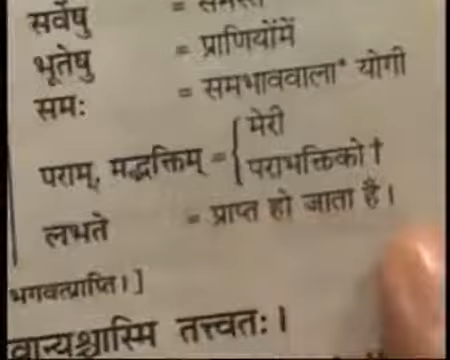 सर्वेषु = समस्त
भूतेषु = प्राणियोंमें
समः = समभाववाला* योगी
पराम्, मद्भक्तिम् = { मेरी
पराभक्तिको†
लभते = प्राप्त हो जाता है।
भगवत्प्राप्ति।]
वान्यश्चास्मि तत्त्वतः।